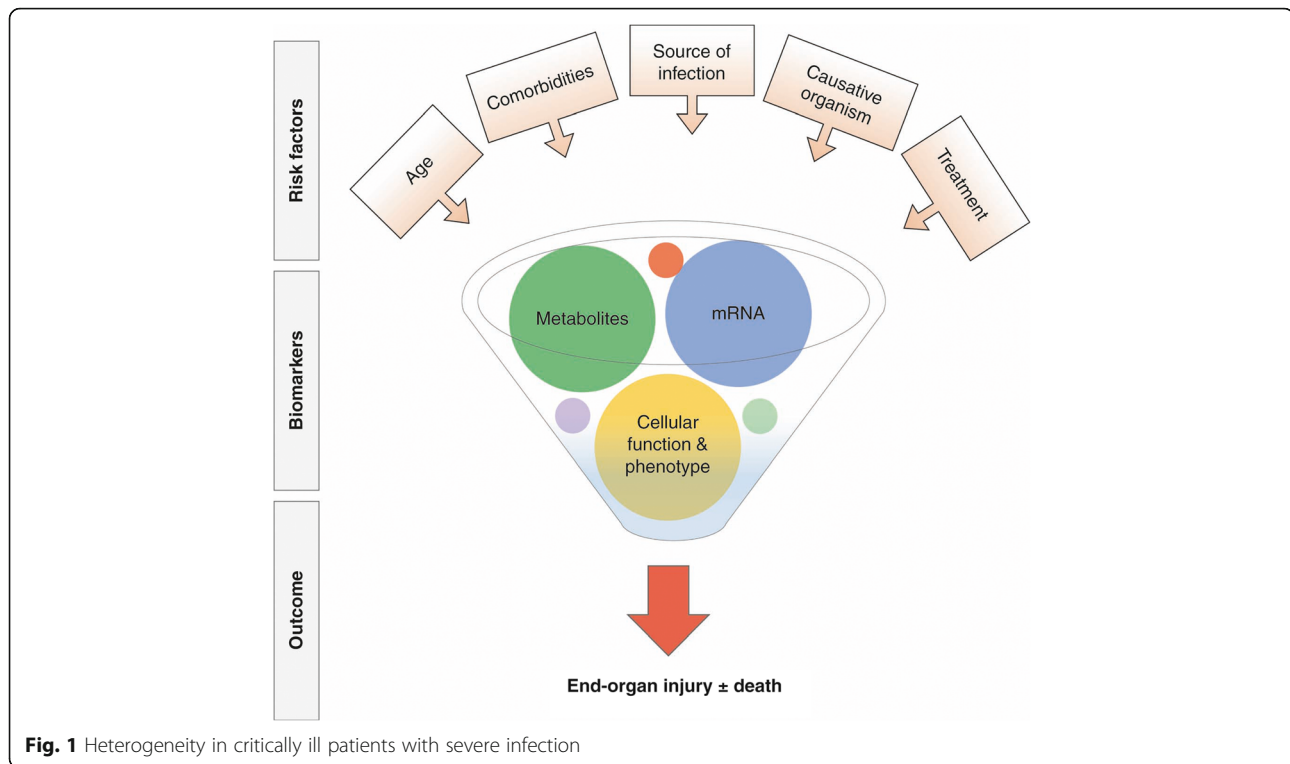 Risk factors
Age
Comorbidities
Source of
infection
Causative
organism
Treatment
Biomarkers
Metabolites
mRNA
Cellular
function &
phenotype
Outcome
End-organ injury ± death
Fig. 1 Heterogeneity in critically ill patients with severe infection